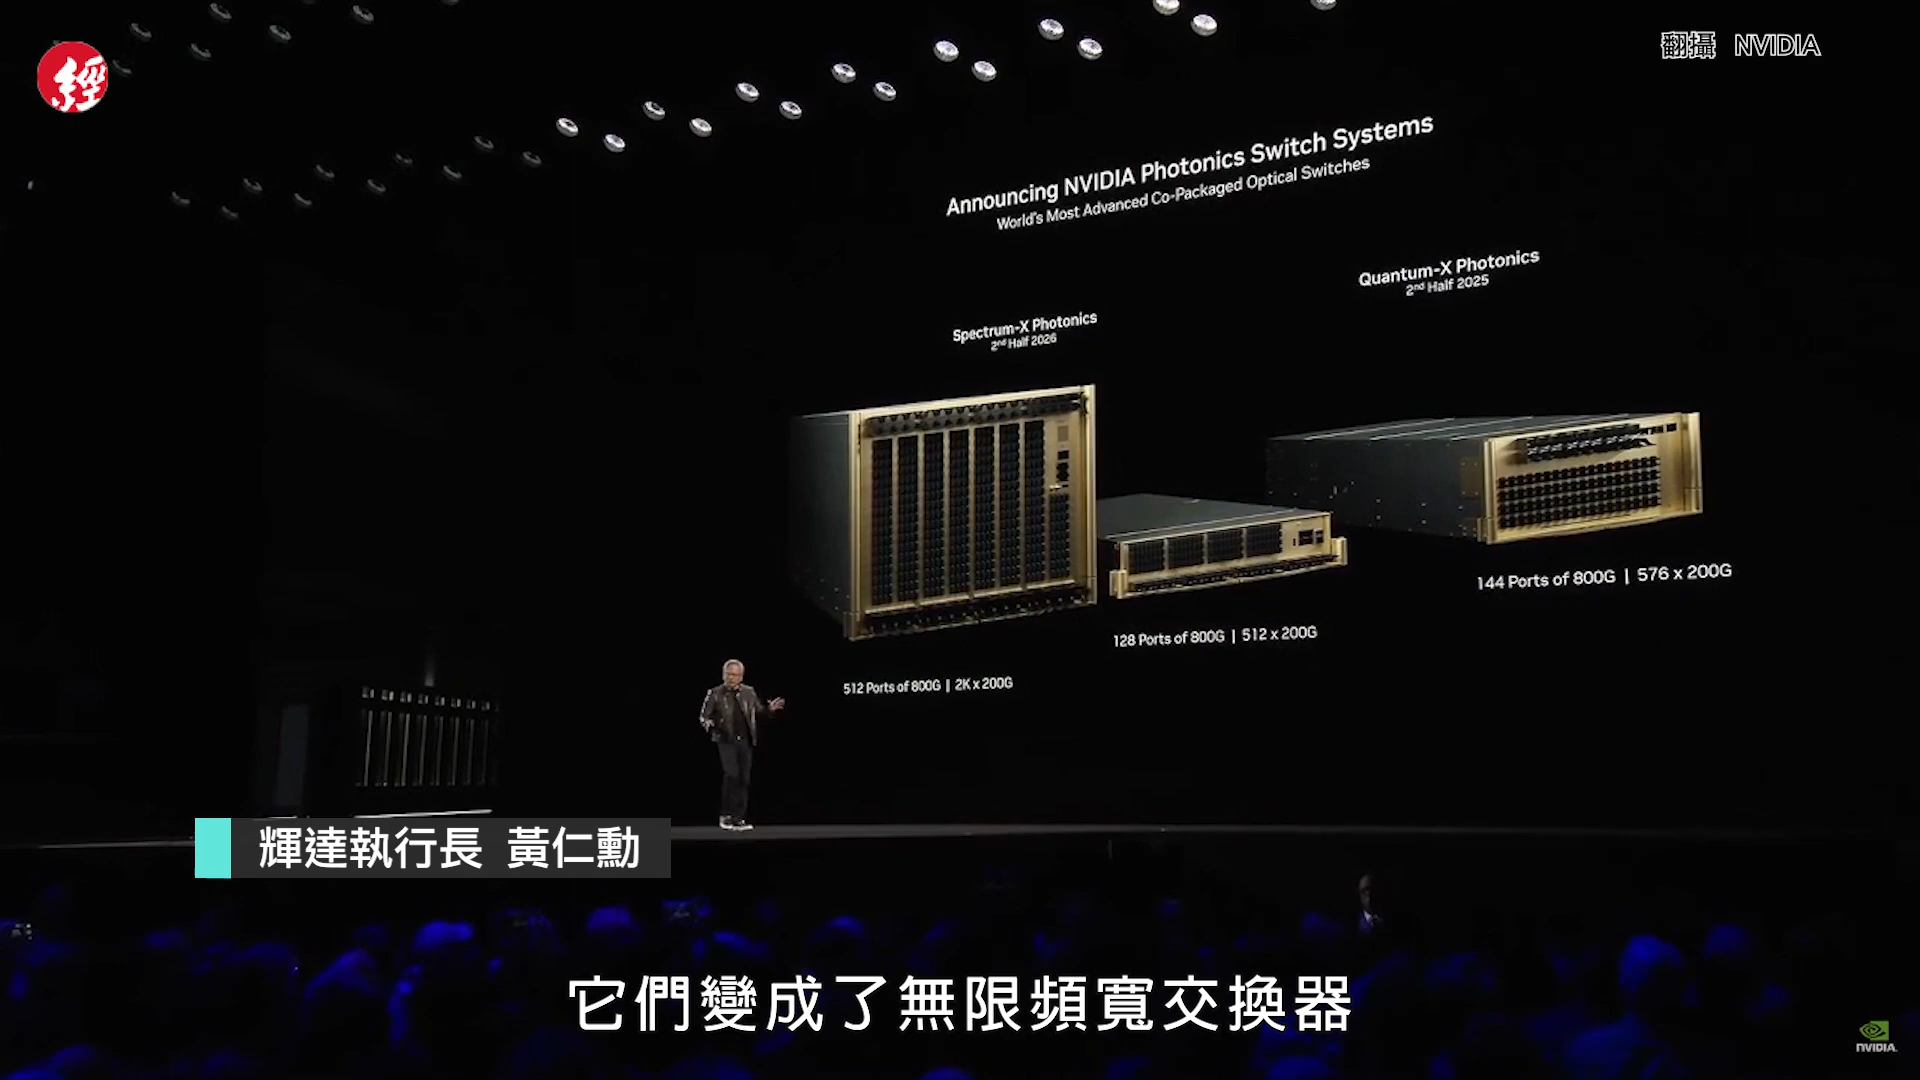 經
翻攝 NVIDIA
Announcing NVIDIA Photonics Switch Systems
World's Most Advanced Co-Packaged Optical Switches
Quantum-X Photonics
2nd Half 2025
Spectrum-X Photonics
2nd Half 2026
144 Ports of 800G | 576 x 200G
128 Ports of 800G | 512 x 200G
512 Ports of 800G | 2K x 200G
輝達執行長 黃仁勳
它們變成了無限頻寬交換器
NVIDIA.